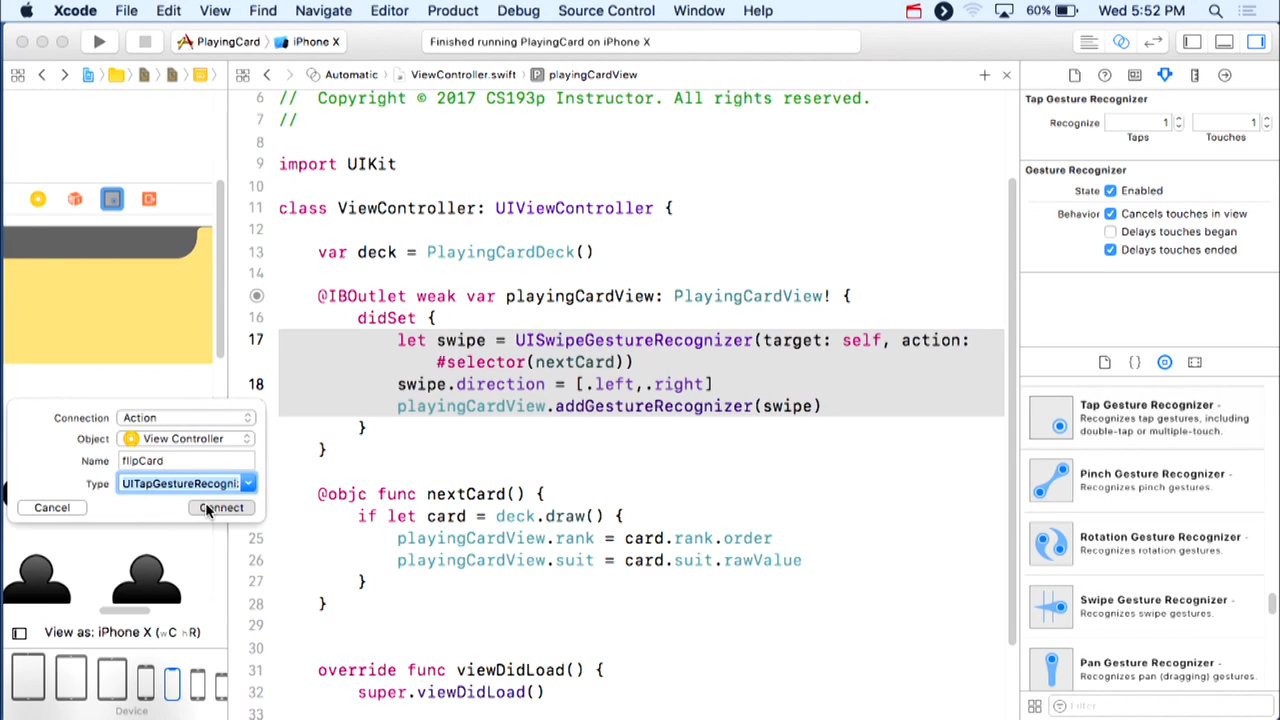 Xcode File Edit View Find Navigate Editor Product Debug Source Control Window Help 60% Wed 5:52 PM
PlayingCard iPhone X Finished running PlayingCard on iPhone X
Automatic ViewController.swift playingCardView
6 // Copyright © 2017 CS193p Instructor. All rights reserved.
7 //
8
9 import UIKit
10
11 class ViewController: UIViewController {
12
13 var deck = PlayingCardDeck()
14
@IBOutlet weak var playingCardView: PlayingCardView! {
16 didSet {
17 let swipe = UISwipeGestureRecognizer(target: self, action:
#selector(nextCard))
18 swipe.direction = [.left,.right]
playingCardView.addGestureRecognizer(swipe)
}
}
@objc func nextCard() {
if let card = deck.draw() {
25 playingCardView.rank = card.rank.order
26 playingCardView.suit = card.suit.rawValue
27 }
28 }
29
30
31 override func viewDidLoad() {
32 super.viewDidLoad()
33
Connection Action
Object View Controller
Name flipCard
Type UITapGestureRecogni
Cancel Connect
View as: iPhone X (wC hR)
Device
Tap Gesture Recognizer
Recognize 1 1
Taps Touches
Gesture Recognizer
State Enabled
Behavior Cancels touches in view
Delays touches began
Delays touches ended
{ }
Tap Gesture Recognizer -
Recognizes tap gestures, including
double-tap or multiple-touch.
Pinch Gesture Recognizer -
Recognizes pinch gestures.
Rotation Gesture Recognizer -
Recognizes rotation gestures.
Swipe Gesture Recognizer -
Recognizes swipe gestures.
Pan Gesture Recognizer -
Recognizes pan (dragging) gestures.
Filter